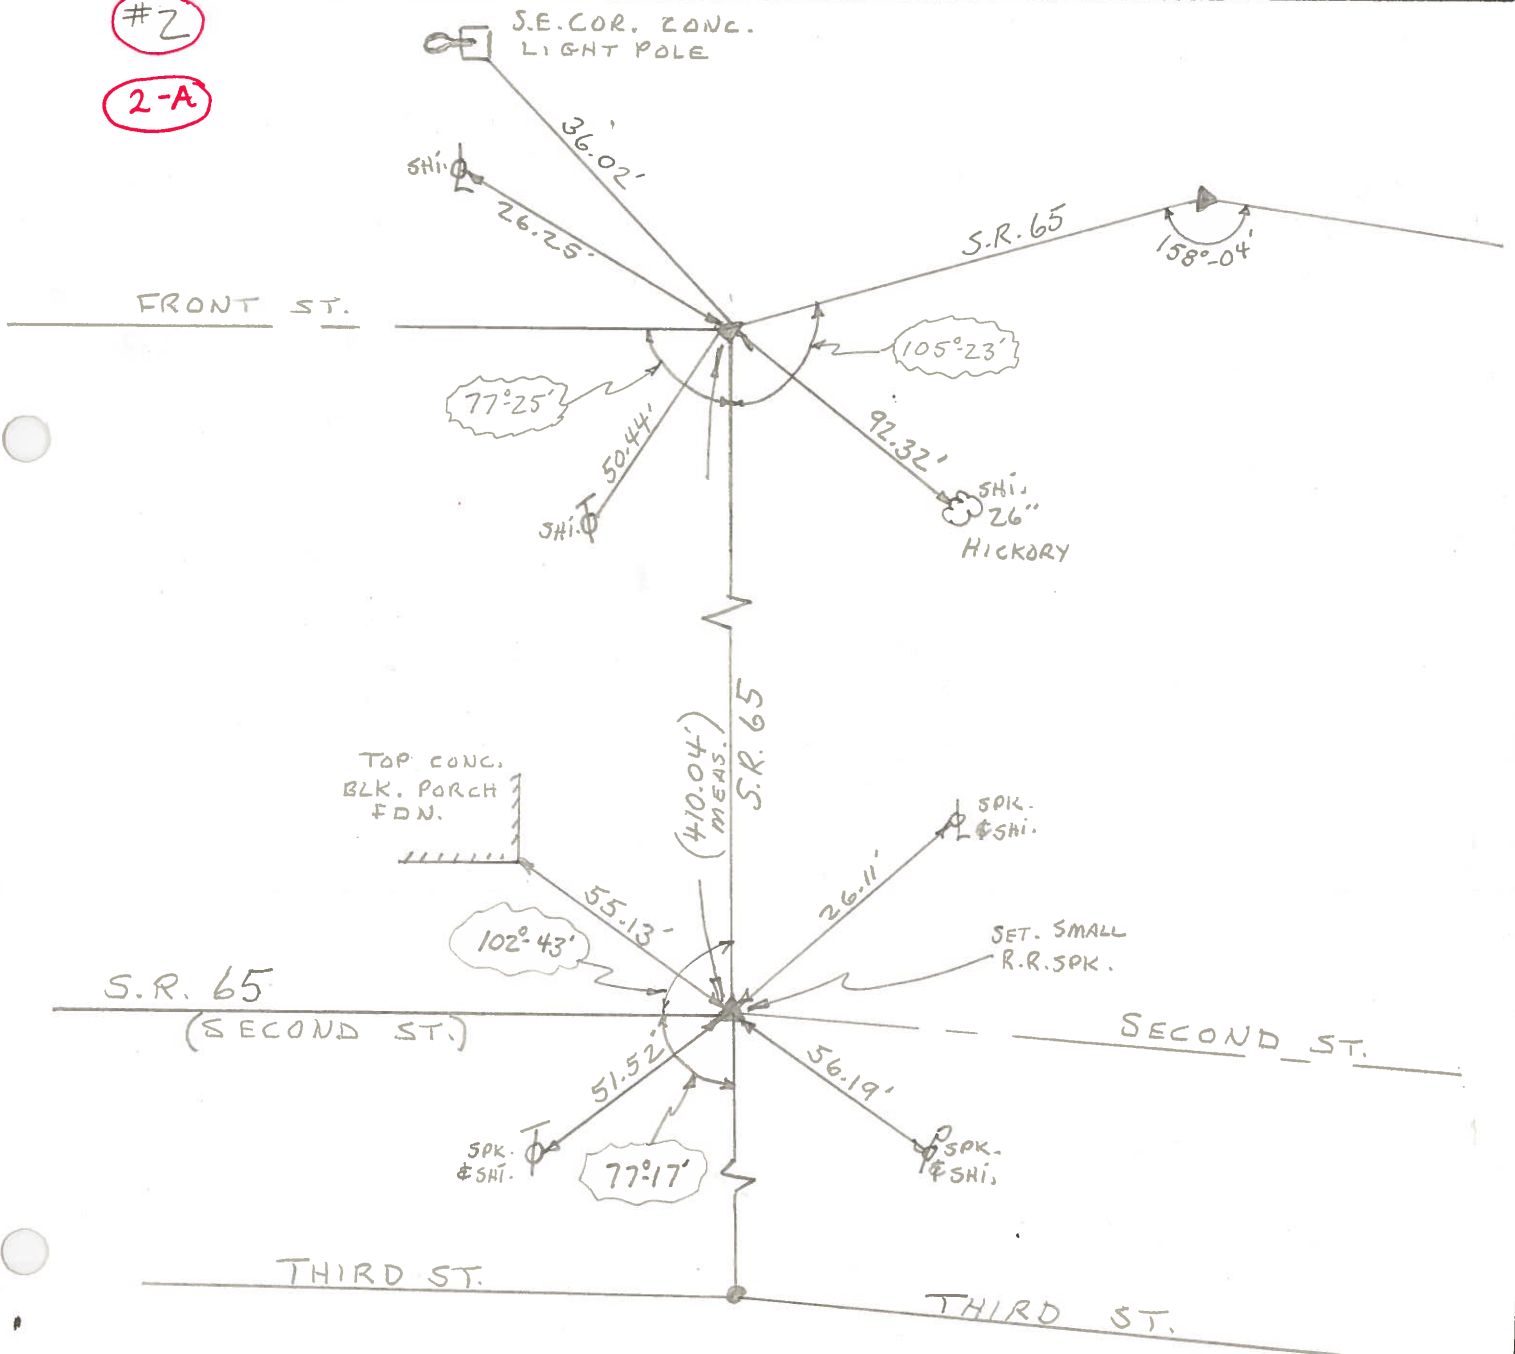 #2
2-A
S.E. COR. CONC.
LIGHT POLE
36.02'
SHi.
26.25'
S.R. 65
158°-04'
FRONT ST.
105°-23'
77°-25'
50.44'
92.32'
SHi.
SHi.
26"
HICKORY
(410.04')
MEAS.
S.R. 65
TOP CONC.
BLK. PORCH
FDN.
SPK.
& SHi.
55.13'
26.11'
102°-43'
SET. SMALL
R.R. SPK.
S.R. 65
(SECOND ST.)
SECOND ST.
51.52'
56.19'
SPK.
& SHi.
77°-17'
SPK.
& SHi.
THIRD ST.
THIRD ST.